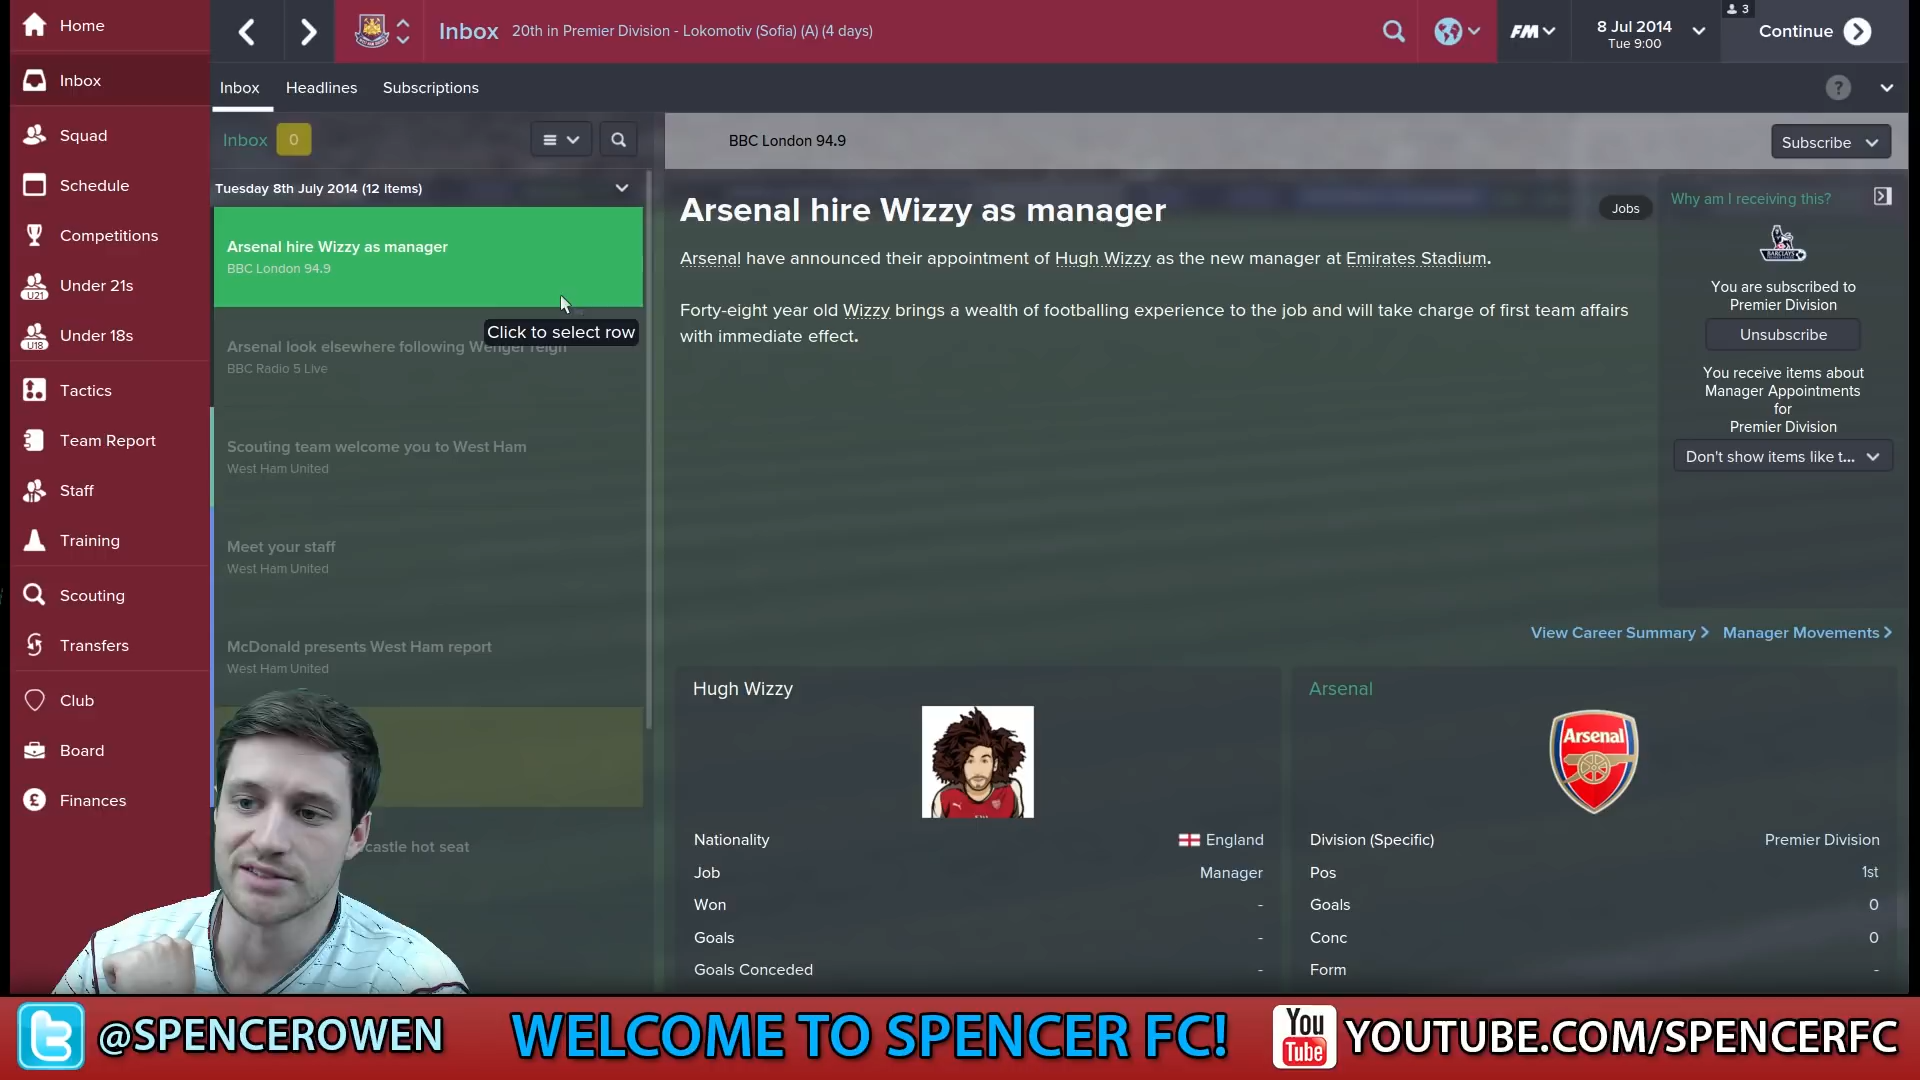 Home
Inbox
Squad
Schedule
Competitions
U21
Under 21s
U18
Under 18s
Tactics
Team Report
Staff
Training
Scouting
Transfers
Club
Board
£
Finances
Inbox
20th in Premier Division - Lokomotiv (Sofia) (A) (4 days)
FM
8 Jul 2014
Tue 9:00
3
Continue
Inbox
Headlines
Subscriptions
?
Inbox
0
Tuesday 8th July 2014 (12 items)
Arsenal hire Wizzy as manager
BBC London 94.9
Click to select row
Arsenal look elsewhere following Wenger reign
BBC Radio 5 Live
Scouting team welcome you to West Ham
West Ham United
Meet your staff
West Ham United
McDonald presents West Ham report
West Ham United
castle hot seat
BBC London 94.9
Subscribe
Arsenal hire Wizzy as manager
Jobs
Arsenal have announced their appointment of Hugh Wizzy as the new manager at Emirates Stadium.
Forty-eight year old Wizzy brings a wealth of footballing experience to the job and will take charge of first team affairs
with immediate effect.
Why am I receiving this?
You are subscribed to
Premier Division
Unsubscribe
You receive items about
Manager Appointments
for
Premier Division
Don't show items like t...
View Career Summary
Manager Movements
Hugh Wizzy
Nationality
England
Job
Manager
Won
-
Goals
-
Goals Conceded
-
Arsenal
Arsenal
Division (Specific)
Premier Division
Pos
1st
Goals
0
Conc
0
Form
-
@SPENCEROWEN
WELCOME TO SPENCER FC!
You
Tube
YOUTUBE.COM/SPENCERFC